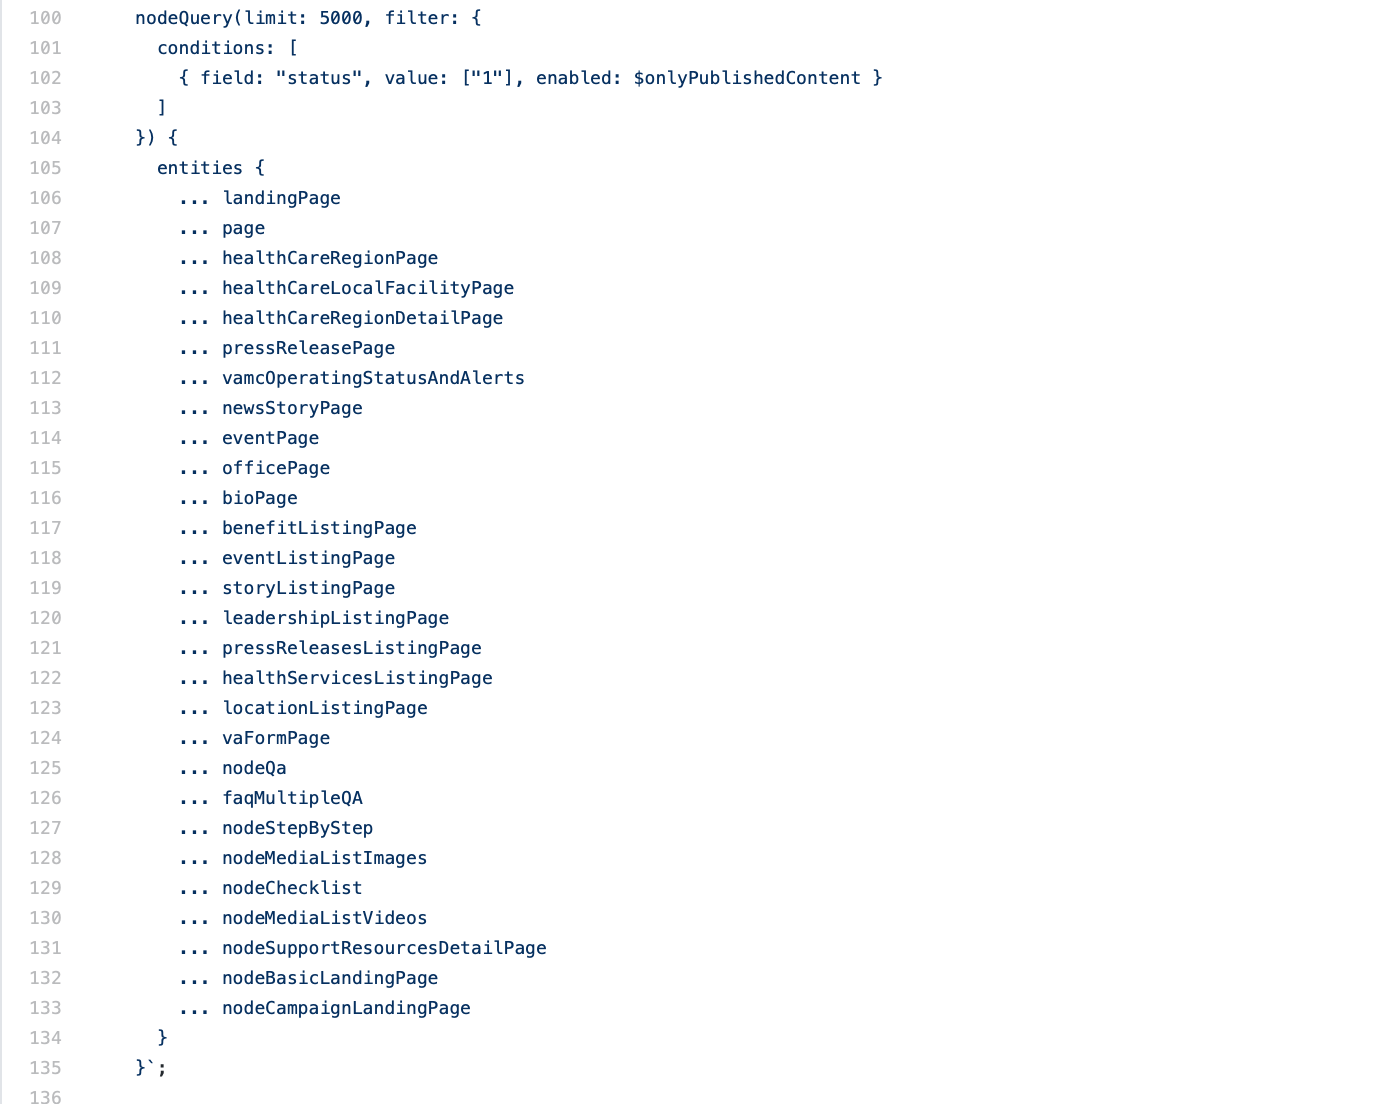 100 nodeQuery(limit: 5000, filter: {
101 conditions: [
102 { field: "status", value: ["1"], enabled: $onlyPublishedContent }
103 ]
104 }) {
105 entities {
106 ... landingPage
107 ... page
108 ... healthCareRegionPage
109 ... healthCareLocalFacilityPage
110 ... healthCareRegionDetailPage
111 ... pressReleasePage
112 ... vamcOperatingStatusAndAlerts
113 ... newsStoryPage
114 ... eventPage
115 ... officePage
116 ... bioPage
117 ... benefitListingPage
118 ... eventListingPage
119 ... storyListingPage
120 ... leadershipListingPage
121 ... pressReleasesListingPage
122 ... healthServicesListingPage
123 ... locationListingPage
124 ... vaFormPage
125 ... nodeQa
126 ... faqMultipleQA
127 ... nodeStepByStep
128 ... nodeMediaListImages
129 ... nodeChecklist
130 ... nodeMediaListVideos
131 ... nodeSupportResourcesDetailPage
132 ... nodeBasicLandingPage
133 ... nodeCampaignLandingPage
134 }
135 }`;
136